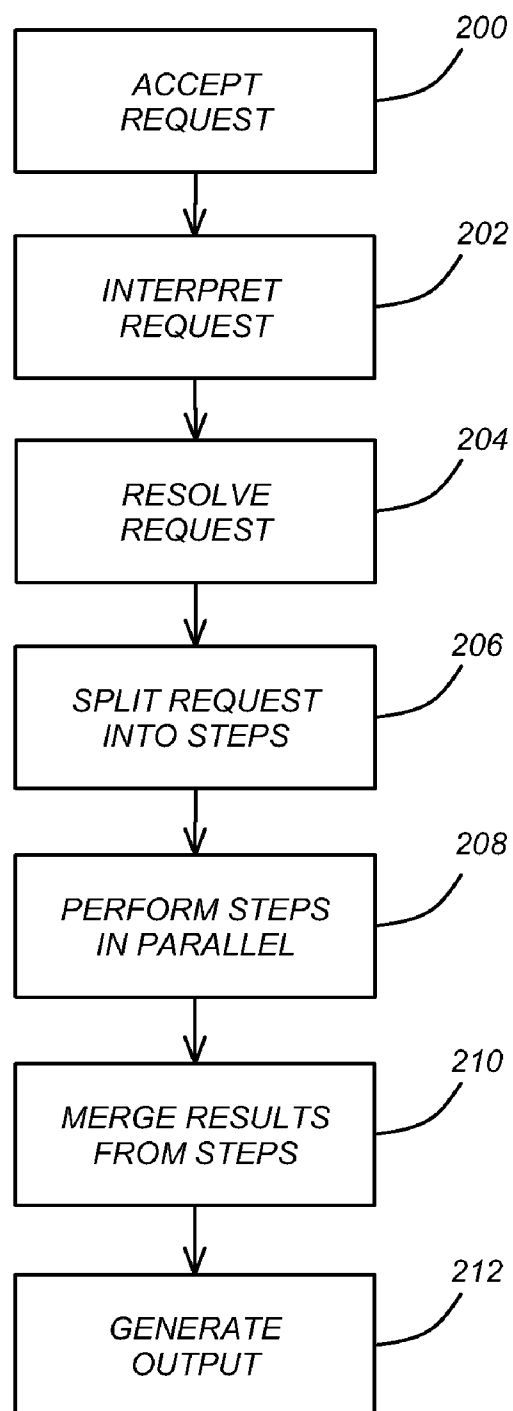 200
ACCEPT
REQUEST
202
INTERPRET
REQUEST
204
RESOLVE
REQUEST
206
SPLIT REQUEST
INTO STEPS
208
PERFORM STEPS
IN PARALLEL
210
MERGE RESULTS
FROM STEPS
212
GENERATE
OUTPUT